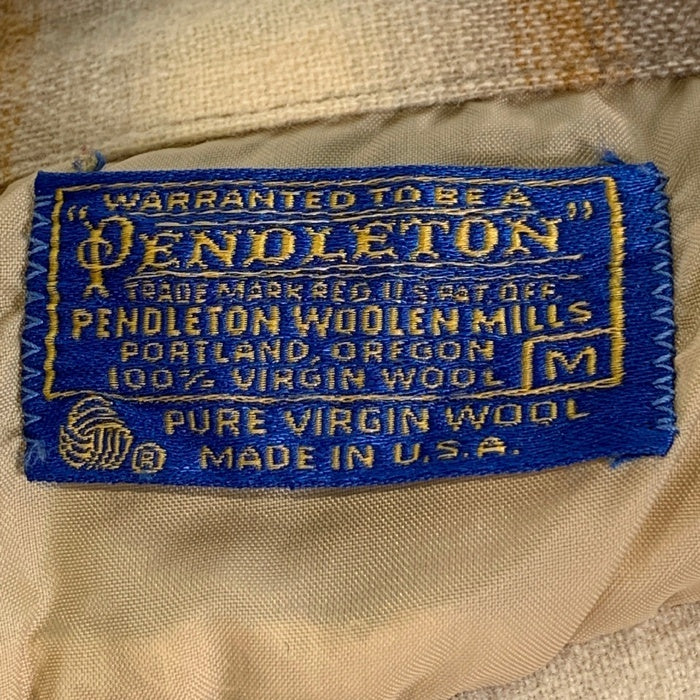 WARRANTED TO BE A
"PENDLETON"
TRADE MARK REG. U.S. PAT. OFF.
PENDLETON WOOLEN MILLS
PORTLAND, OREGON
100% VIRGIN WOOL M
PURE VIRGIN WOOL
® MADE IN U.S.A.